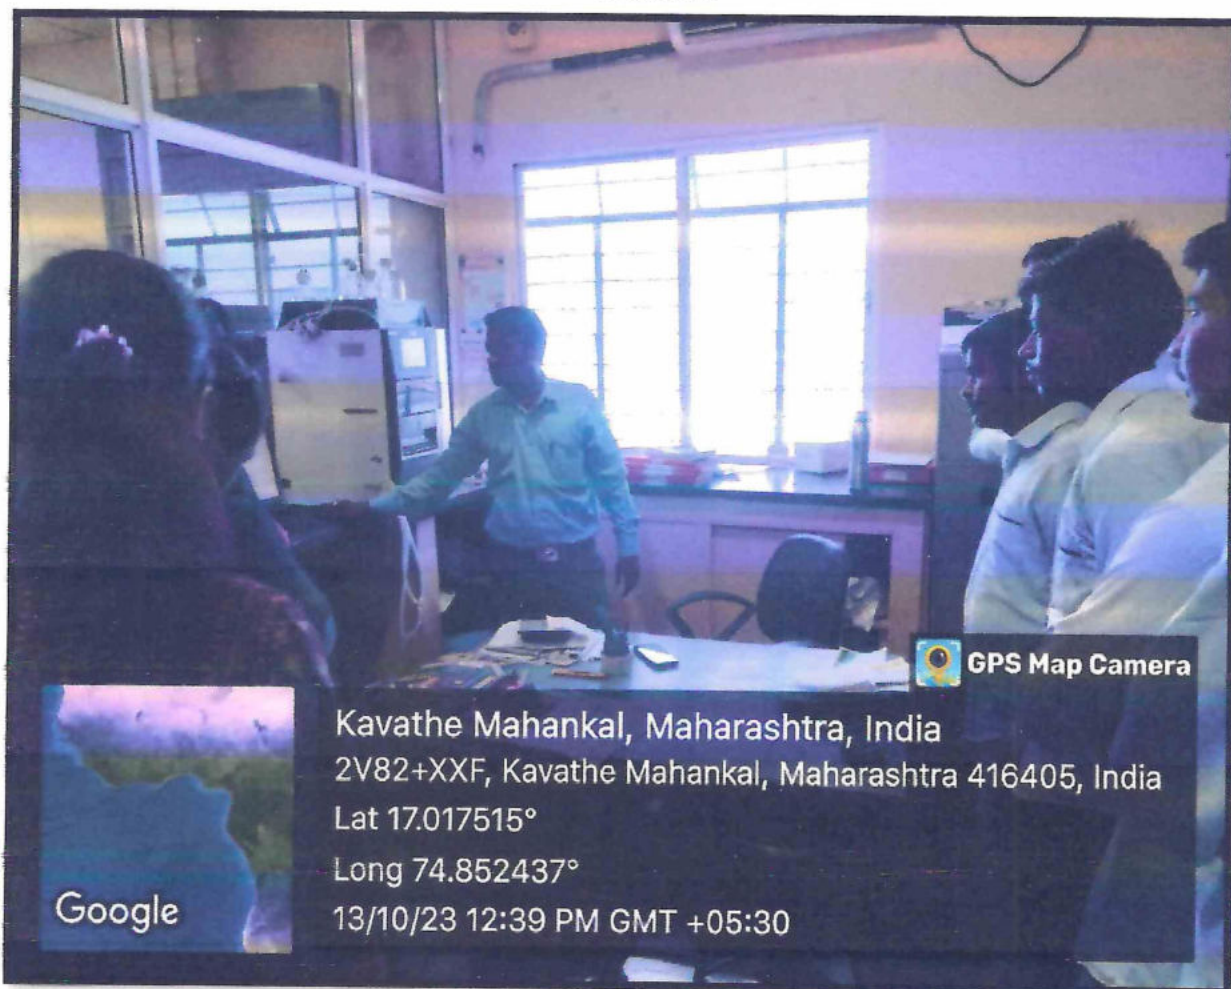 GPS Map Camera
Kavathe Mahankal, Maharashtra, India
2V82+XXF, Kavathe Mahankal, Maharashtra 416405, India
Lat 17.017515°
Long 74.852437°
13/10/23 12:39 PM GMT +05:30
Google